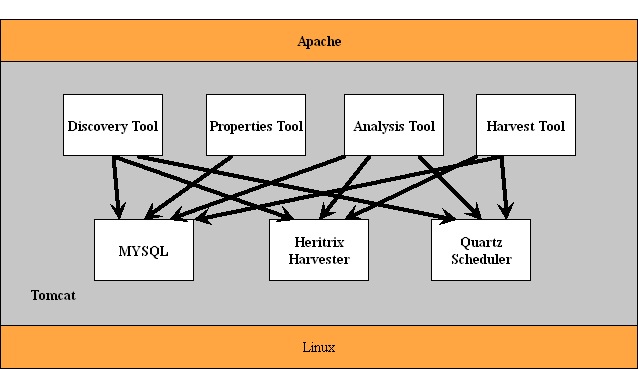 Apache
Discovery Tool
Properties Tool
Analysis Tool
Harvest Tool
MYSQL
Heritrix
Harvester
Quartz
Scheduler
Tomcat
Linux